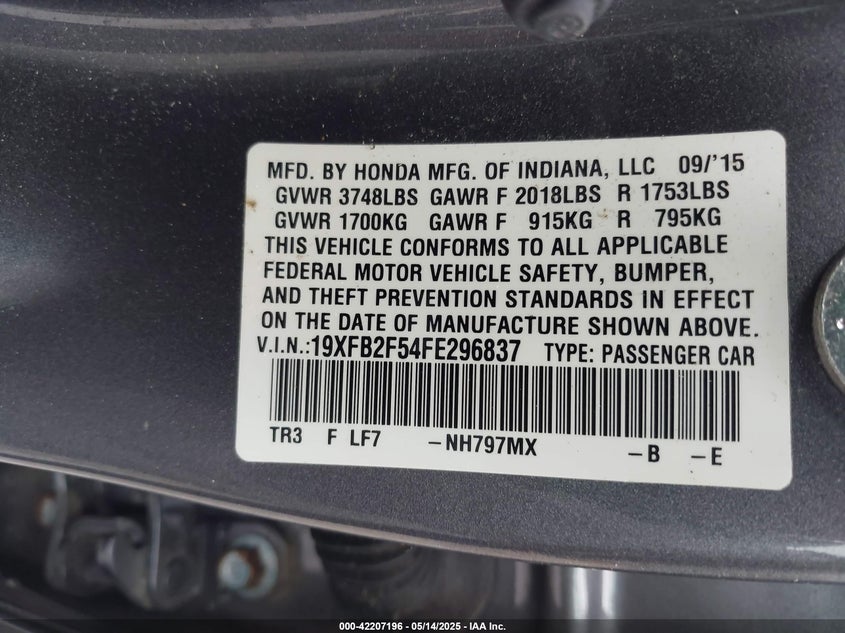 MFD. BY HONDA MFG. OF INDIANA, LLC 09/'15
GVWR 3748LBS GAWR F 2018LBS R 1753LBS
GVWR 1700KG GAWR F 915KG R 795KG
THIS VEHICLE CONFORMS TO ALL APPLICABLE
FEDERAL MOTOR VEHICLE SAFETY, BUMPER,
AND THEFT PREVENTION STANDARDS IN EFFECT
ON THE DATE OF MANUFACTURE SHOWN ABOVE.
V.I.N.:19XFB2F54FE296837 TYPE: PASSENGER CAR
TR3 F LF7 –NH797MX –B –E
000-42207196 — 05/14/2025 — IAA Inc.